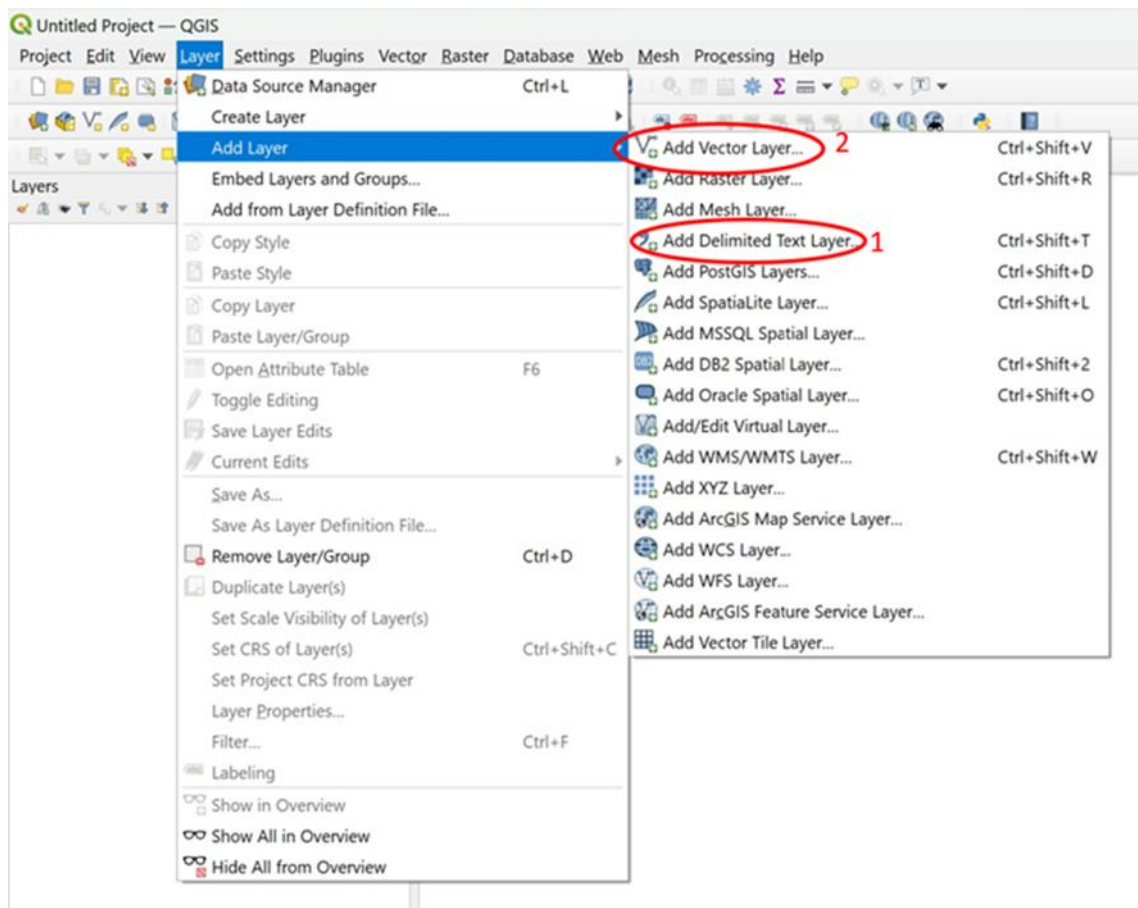 Untitled Project — QGIS
Project Edit View Layer Settings Plugins Vector Raster Database Web Mesh Processing Help
Data Source Manager Ctrl+L
Create Layer
Add Layer
Embed Layers and Groups...
Add from Layer Definition File...
Copy Style
Paste Style
Copy Layer
Paste Layer/Group
Open Attribute Table F6
Toggle Editing
Save Layer Edits
Current Edits
Save As...
Save As Layer Definition File...
Remove Layer/Group Ctrl+D
Duplicate Layer(s)
Set Scale Visibility of Layer(s)
Set CRS of Layer(s) Ctrl+Shift+C
Set Project CRS from Layer
Layer Properties...
Filter... Ctrl+F
Labeling
Show in Overview
Show All in Overview
Hide All from Overview
Layers
Add Vector Layer... 2 Ctrl+Shift+V
Add Raster Layer... Ctrl+Shift+R
Add Mesh Layer...
Add Delimited Text Layer... 1 Ctrl+Shift+T
Add PostGIS Layers... Ctrl+Shift+D
Add SpatiaLite Layer... Ctrl+Shift+L
Add MSSQL Spatial Layer...
Add DB2 Spatial Layer... Ctrl+Shift+2
Add Oracle Spatial Layer... Ctrl+Shift+O
Add/Edit Virtual Layer...
Add WMS/WMTS Layer... Ctrl+Shift+W
Add XYZ Layer...
Add ArcGIS Map Service Layer...
Add WCS Layer...
Add WFS Layer...
Add ArcGIS Feature Service Layer...
Add Vector Tile Layer...